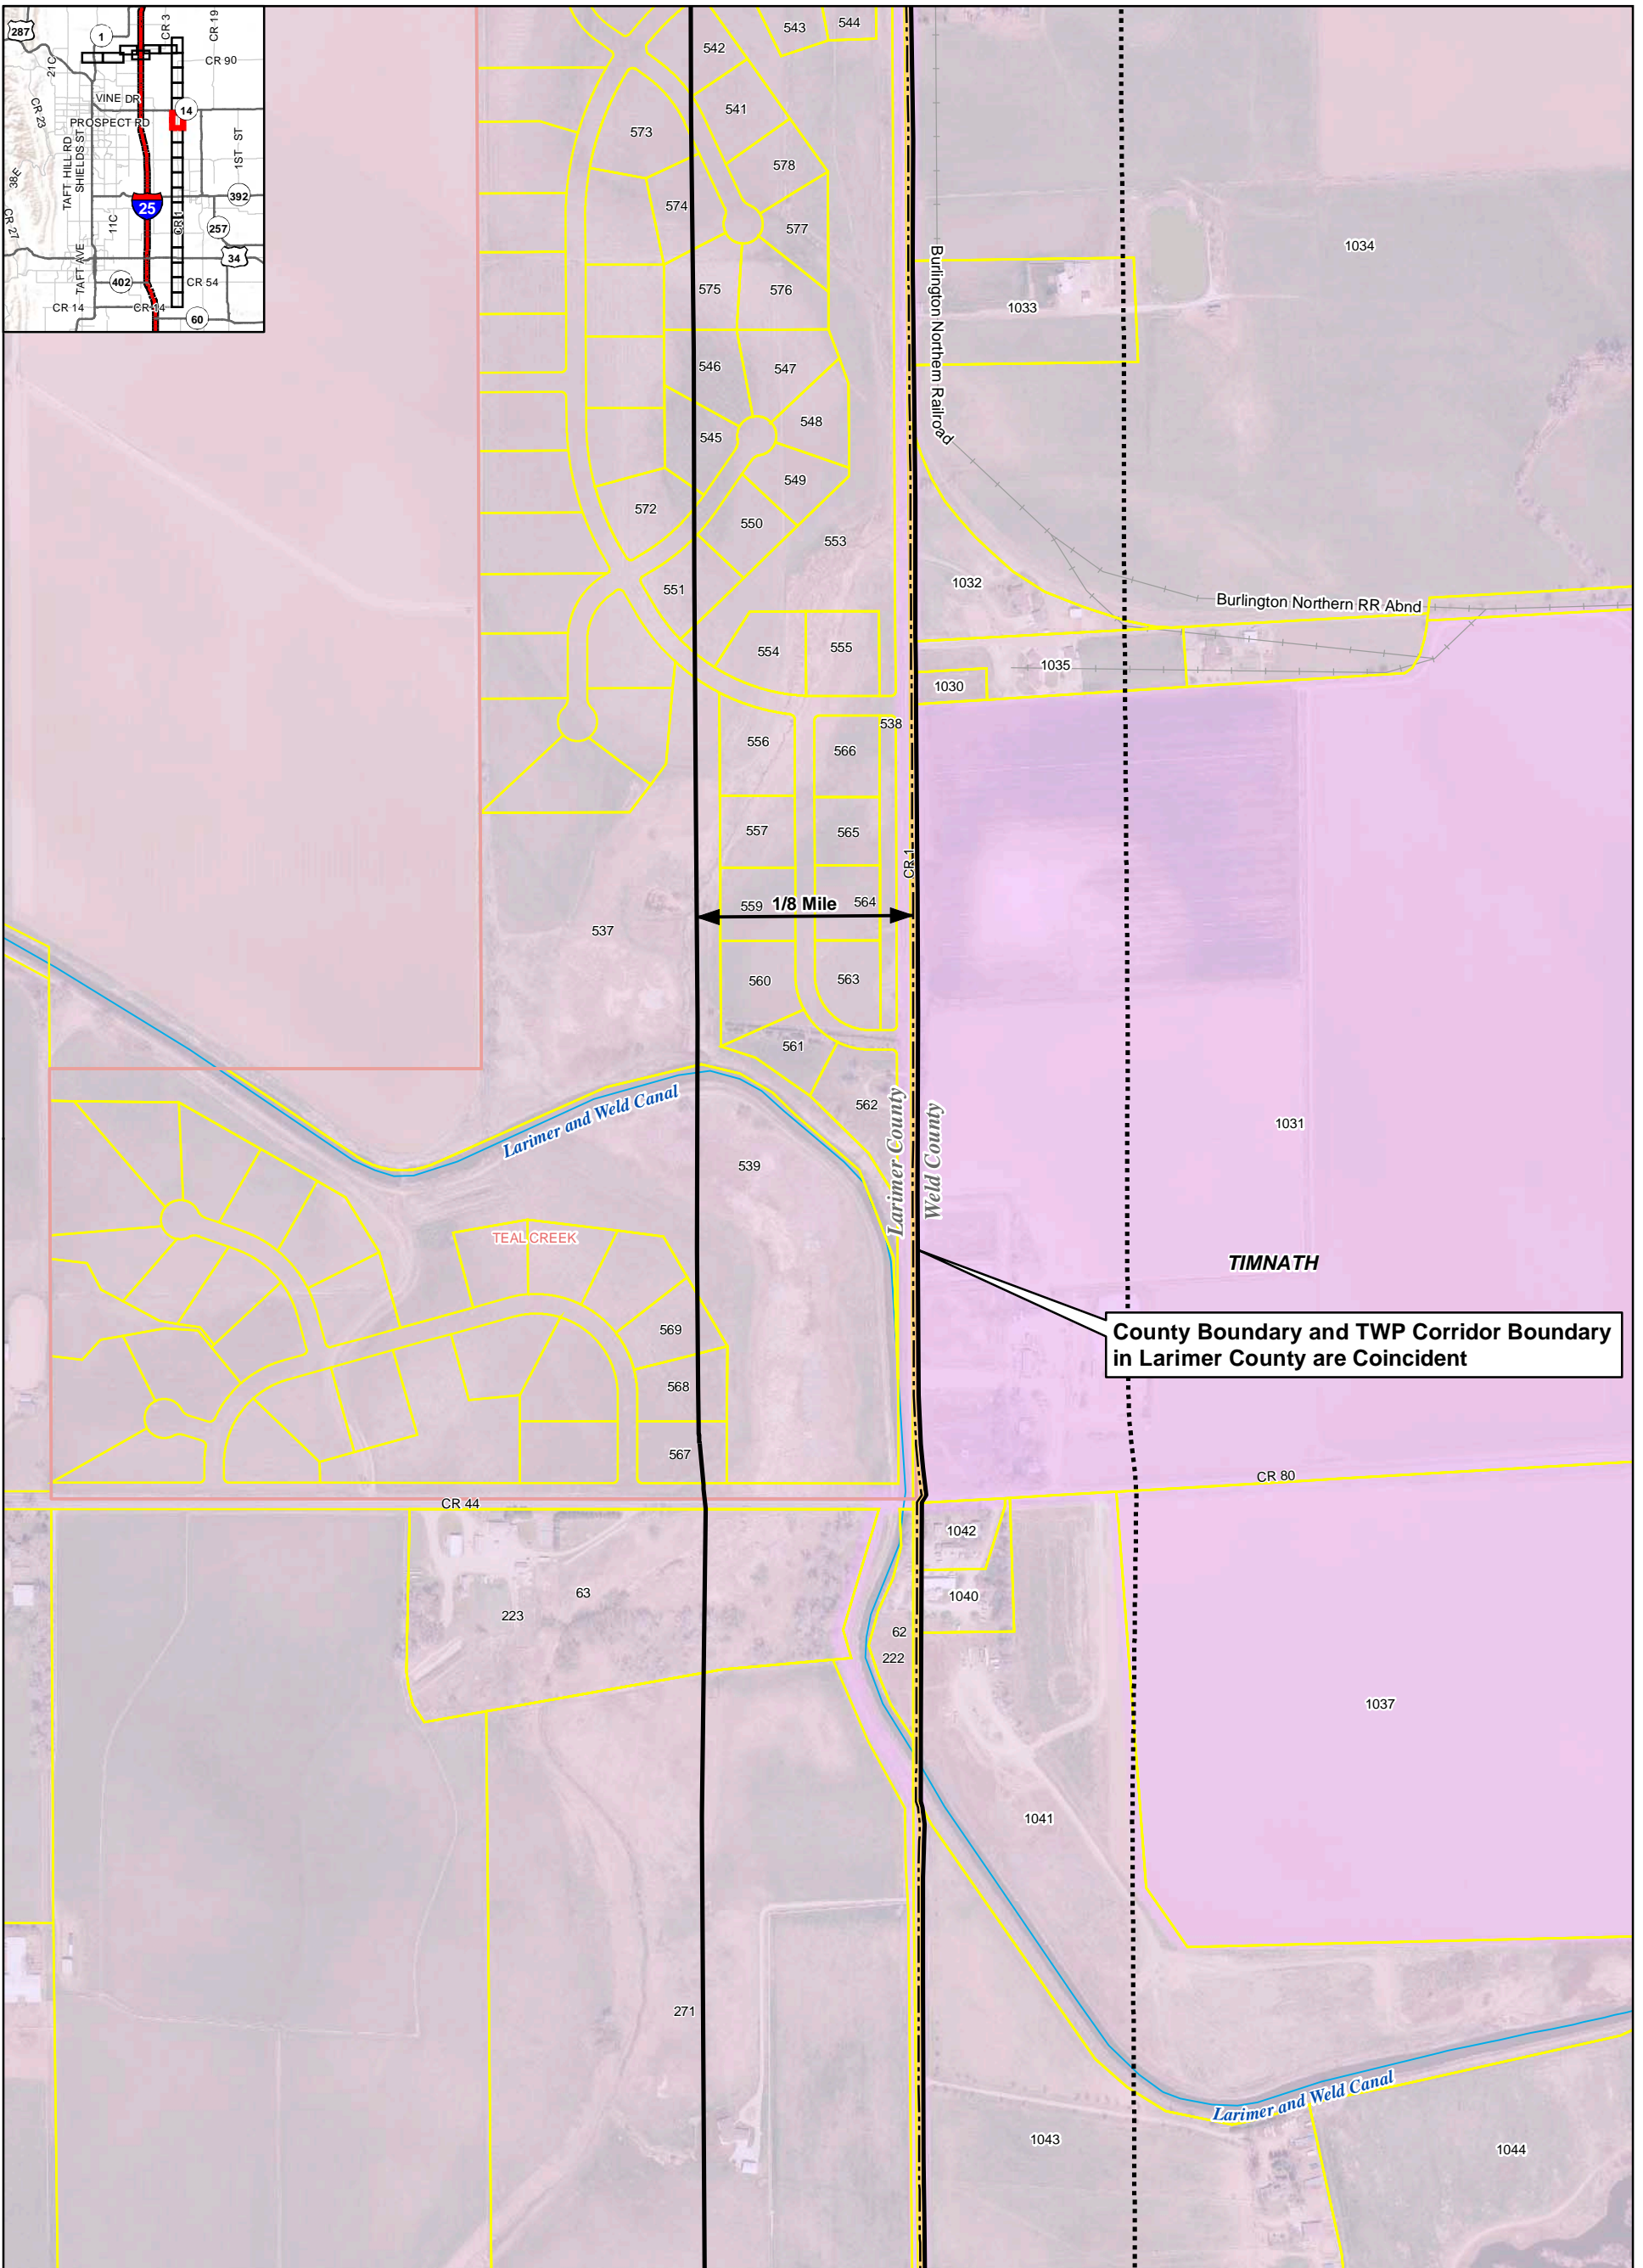 287
1
CR 3
CR 19
21C
CR 90
CR 23
VINE DR
14
PROSPECT RD
TAFT HILL RD
SHIELDS ST
1ST ST
38E
392
25
CR 27
11C
CR 1
257
34
TAFT AVE
402
CR 54
CR 14
CR 14
60
543
544
542
541
573
578
574
577
575
576
546
547
548
545
549
572
550
553
551
554
555
538
556
566
557
565
CR 1
559
1/8 Mile
564
537
560
563
561
562
Burlington Northern Railroad
1034
1033
1032
Burlington Northern RR Abnd
1035
1030
1031
Larimer and Weld Canal
Larimer County
Weld County
539
TEAL CREEK
TIMNATH
County Boundary and TWP Corridor Boundary
in Larimer County are Coincident
569
568
567
CR 80
CR 44
1042
63
1040
223
62
222
1037
1041
271
Larimer and Weld Canal
1043
1044